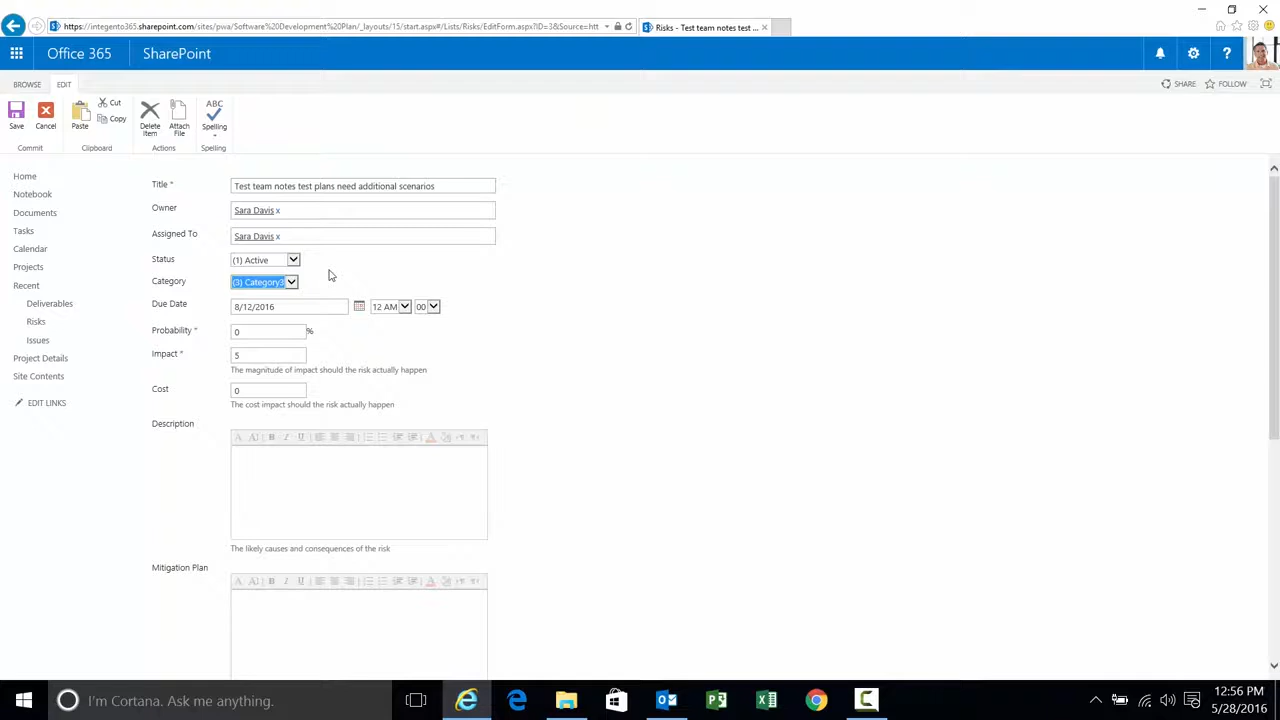 https://integento365.sharepoint.com/sites/pwa/Software%20Development%20Plan/_layouts/15/start.aspx#/Lists/Risks/EditForm.aspx?ID=3&Source=htt
Risks - Test team notes test ...
Office 365
SharePoint
BROWSE
EDIT
SHARE
FOLLOW
Save
Cancel
Paste
Cut
Copy
Delete Item
Attach File
ABC
Spelling
Commit
Clipboard
Actions
Spelling
Home
Notebook
Documents
Tasks
Calendar
Projects
Recent
Deliverables
Risks
Issues
Project Details
Site Contents
EDIT LINKS
Title *
Test team notes test plans need additional scenarios
Owner
Sara Davis x
Assigned To
Sara Davis x
Status
(1) Active
Category
(3) Category3
Due Date
8/12/2016
12 AM
00
Probability *
0
%
Impact *
5
The magnitude of impact should the risk actually happen
Cost
0
The cost impact should the risk actually happen
Description
The likely causes and consequences of the risk
Mitigation Plan
I'm Cortana. Ask me anything.
12:56 PM
5/28/2016